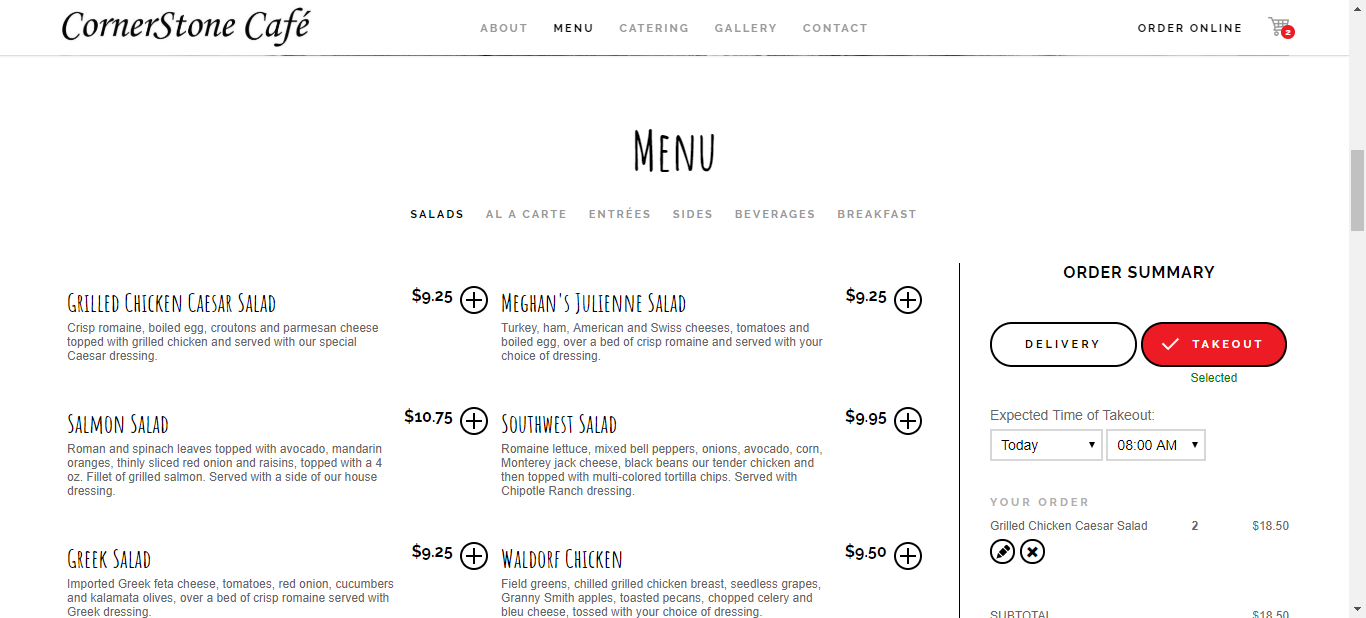 CornerStone Café
ABOUT MENU CATERING GALLERY CONTACT
ORDER ONLINE
2
Menu
SALADS AL A CARTE ENTRÉES SIDES BEVERAGES BREAKFAST
Grilled Chicken Caesar Salad $9.25
Crisp romaine, boiled egg, croutons and parmesan cheese
topped with grilled chicken and served with our special
Caesar dressing.
Meghan's Julienne Salad $9.25
Turkey, ham, American and Swiss cheeses, tomatoes and
boiled egg, over a bed of crisp romaine and served with your
choice of dressing.
Salmon Salad $10.75
Roman and spinach leaves topped with avocado, mandarin
oranges, thinly sliced red onion and raisins, topped with a 4
oz. Fillet of grilled salmon. Served with a side of our house
dressing.
Southwest Salad $9.95
Romaine lettuce, mixed bell peppers, onions, avocado, corn,
Monterey jack cheese, black beans our tender chicken and
then topped with multi-colored tortilla chips. Served with
Chipotle Ranch dressing.
Greek Salad $9.25
Imported Greek feta cheese, tomatoes, red onion, cucumbers
and kalamata olives, over a bed of crisp romaine served with
Greek dressing.
Waldorf Chicken $9.50
Field greens, chilled grilled chicken breast, seedless grapes,
Granny Smith apples, toasted pecans, chopped celery and
bleu cheese, tossed with your choice of dressing.
ORDER SUMMARY
DELIVERY TAKEOUT
Selected
Expected Time of Takeout:
Today 08:00 AM
YOUR ORDER
Grilled Chicken Caesar Salad 2 $18.50
SUBTOTAL $18.50